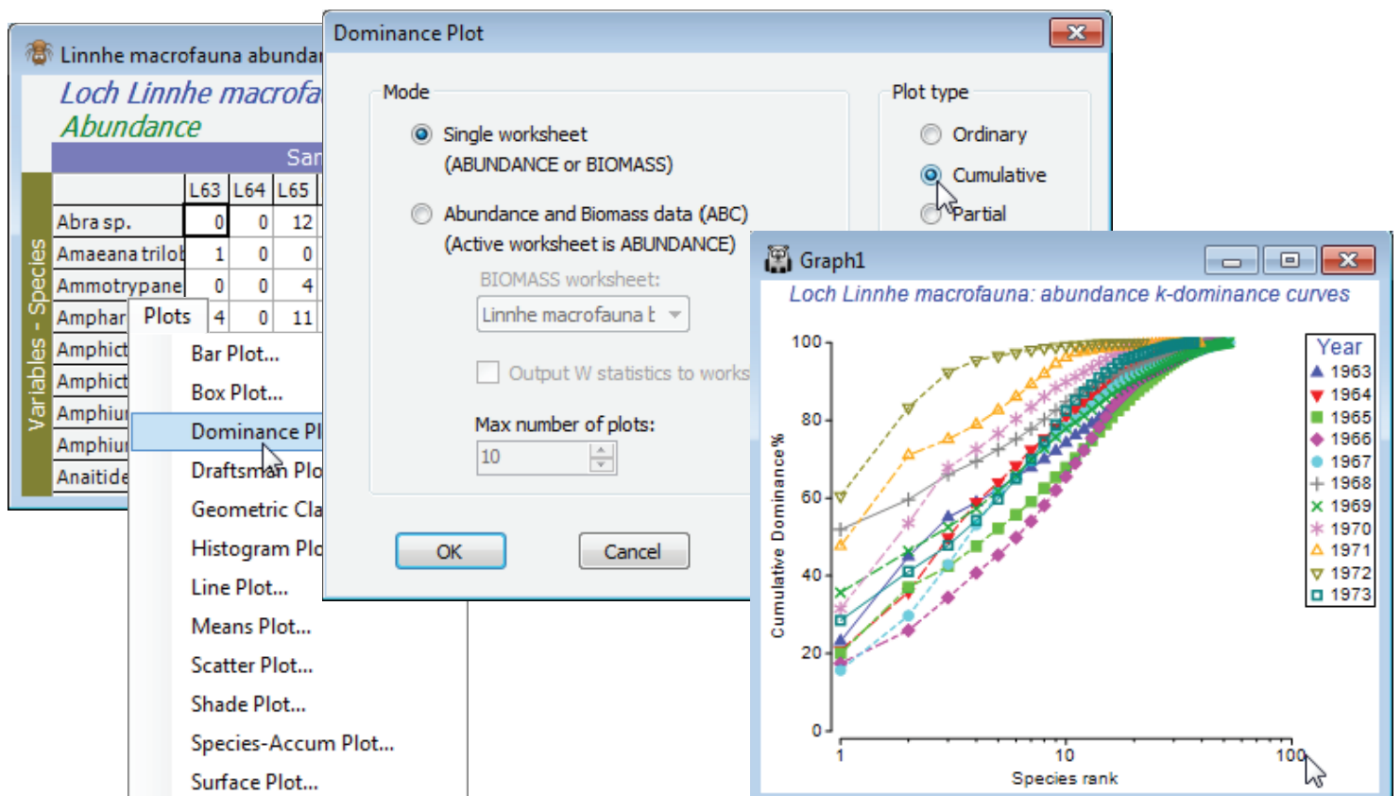 Linnhe macrofauna abundan
Loch Linnhe macrofa
Abundance
Sar
L63 L64 L65
Abra sp. 0 0 12
Amaeana trilob 1 0 0
Ammotrypane 0 0 4
Amphar 4 0 11
Amphict
Amphict
Amphiur
Amphiur
Anaitide
Variables - Species
Plots
Bar Plot...
Box Plot...
Dominance Pl
Draftsman Plo
Geometric Cla
Histogram Plo
Line Plot...
Means Plot...
Scatter Plot...
Shade Plot...
Species-Accum Plot...
Surface Plot...
Dominance Plot
Mode
Single worksheet
(ABUNDANCE or BIOMASS)
Abundance and Biomass data (ABC)
(Active worksheet is ABUNDANCE)
BIOMASS worksheet:
Linnhe macrofauna b
Output W statistics to works
Max number of plots:
10
OK Cancel
Plot type
Ordinary
Cumulative
Partial
Graph1
Loch Linnhe macrofauna: abundance k-dominance curves
Cumulative Dominance%
100
80
60
40
20
0
1 10 100
Species rank
Year
1963
1964
1965
1966
1967
1968
1969
1970
1971
1972
1973